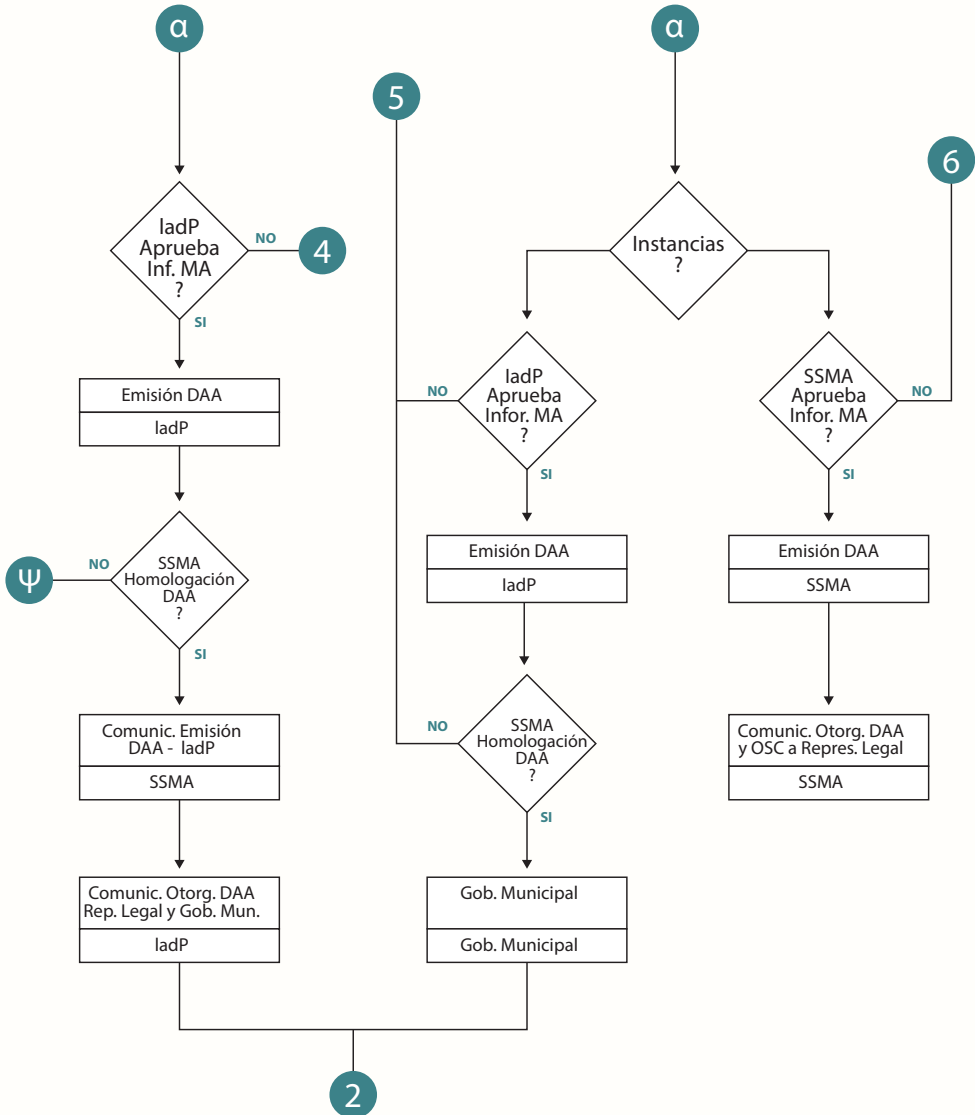 α
IadP
Aprueba
Inf. MA
?
NO
4
SI
Emisión DAA
IadP
SSMA
Homologación
DAA
?
NO
Ψ
SI
Comunic. Emisión
DAA - IadP
SSMA
Comunic. Otorg. DAA
Rep. Legal y Gob. Mun.
IadP
α
5
6
Instancias
?
IadP
Aprueba
Infor. MA
?
NO
SI
Emisión DAA
IadP
SSMA
Homologación
DAA
?
NO
SI
Gob. Municipal
Gob. Municipal
SSMA
Aprueba
Infor. MA
?
NO
SI
Emisión DAA
SSMA
Comunic. Otorg. DAA
y OSC a Repres. Legal
SSMA
2